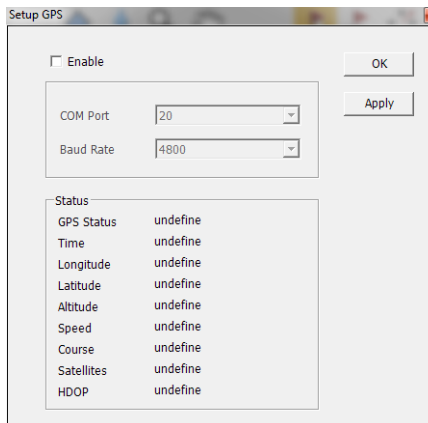 Setup GPS
Enable
OK
Apply
COM Port 20
Baud Rate 4800
Status
GPS Status undefine
Time undefine
Longitude undefine
Latitude undefine
Altitude undefine
Speed undefine
Course undefine
Satellites undefine
HDOP undefine